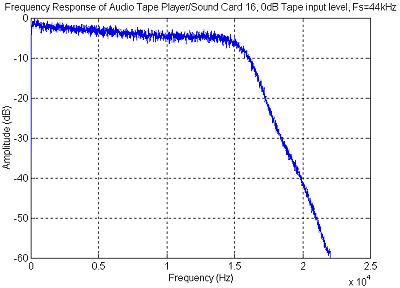 Frequency Response of Audio Tape Player/Sound Card 16, 0dB Tape input level, Fs=44kHz
0
-10
-20
-30
-40
-50
-60
Amplitude (dB)
0 0.5 1 1.5 2 2.5
x 10^4
Frequency (Hz)